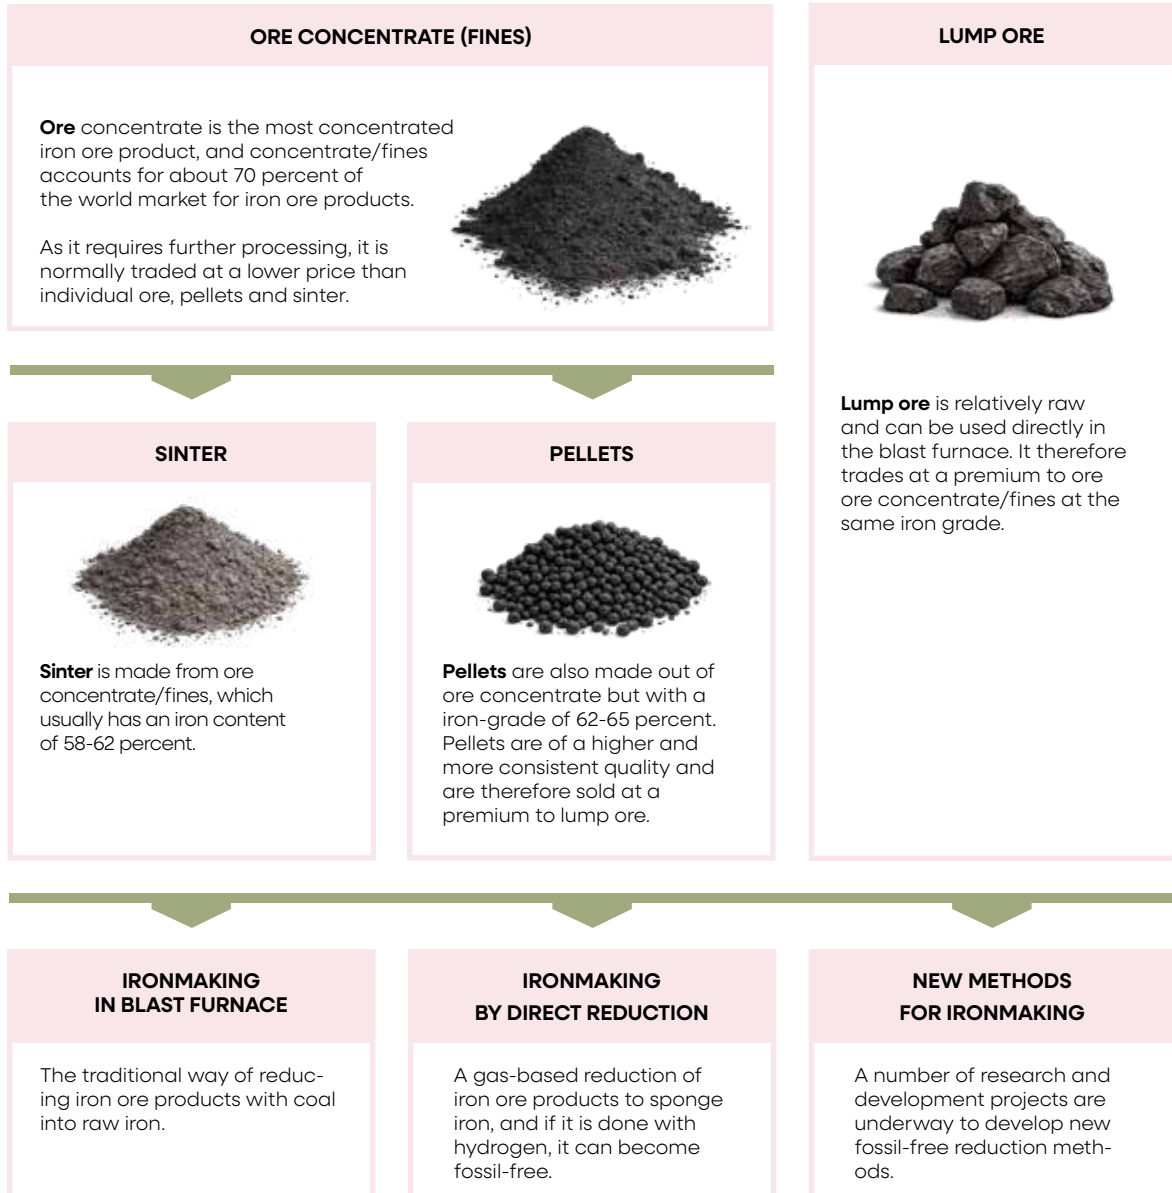 ORE CONCENTRATE (FINES)
Ore concentrate is the most concentrated
iron ore product, and concentrate/fines
accounts for about 70 percent of
the world market for iron ore products.
As it requires further processing, it is
normally traded at a lower price than
individual ore, pellets and sinter.
LUMP ORE
Lump ore is relatively raw
and can be used directly in
the blast furnace. It therefore
trades at a premium to ore
ore concentrate/fines at the
same iron grade.
SINTER
Sinter is made from ore
concentrate/fines, which
usually has an iron content
of 58-62 percent.
PELLETS
Pellets are also made out of
ore concentrate but with a
iron-grade of 62-65 percent.
Pellets are of a higher and
more consistent quality and
are therefore sold at a
premium to lump ore.
IRONMAKING
IN BLAST FURNACE
The traditional way of reduc-
ing iron ore products with coal
into raw iron.
IRONMAKING
BY DIRECT REDUCTION
A gas-based reduction of
iron ore products to sponge
iron, and if it is done with
hydrogen, it can become
fossil-free.
NEW METHODS
FOR IRONMAKING
A number of research and
development projects are
underway to develop new
fossil-free reduction meth-
ods.